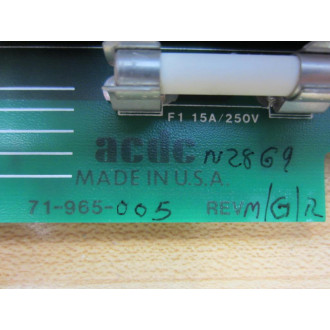 F1 15A/250V
acdc N2869
MADE IN U.S.A.
71-965-005 REV M/G/R